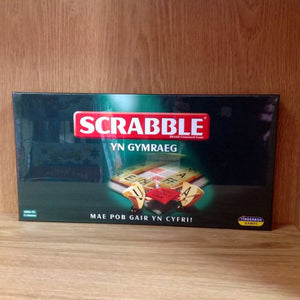 SCRABBLE
YN GYMRAEG
MAE POB GAIR YN CYFRI!